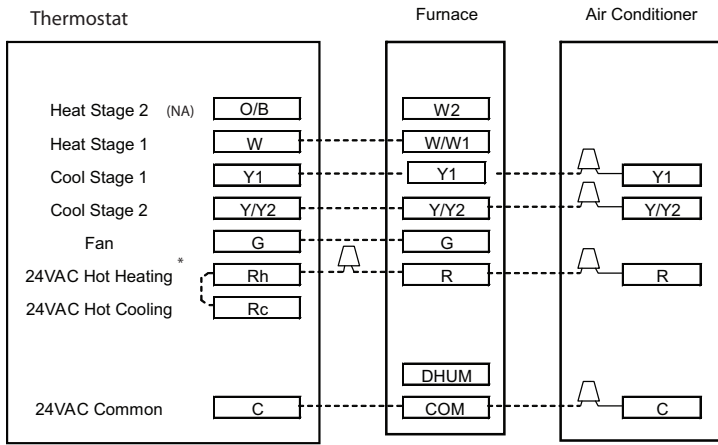 Thermostat Furnace Air Conditioner
Heat Stage 2 (NA) O/B W2
Heat Stage 1 W W/W1
Cool Stage 1 Y1 Y1 Y1
Cool Stage 2 Y/Y2 Y/Y2 Y/Y2
Fan G G
24VAC Hot Heating * Rh R R
24VAC Hot Cooling Rc
DHUM
24VAC Common C COM C